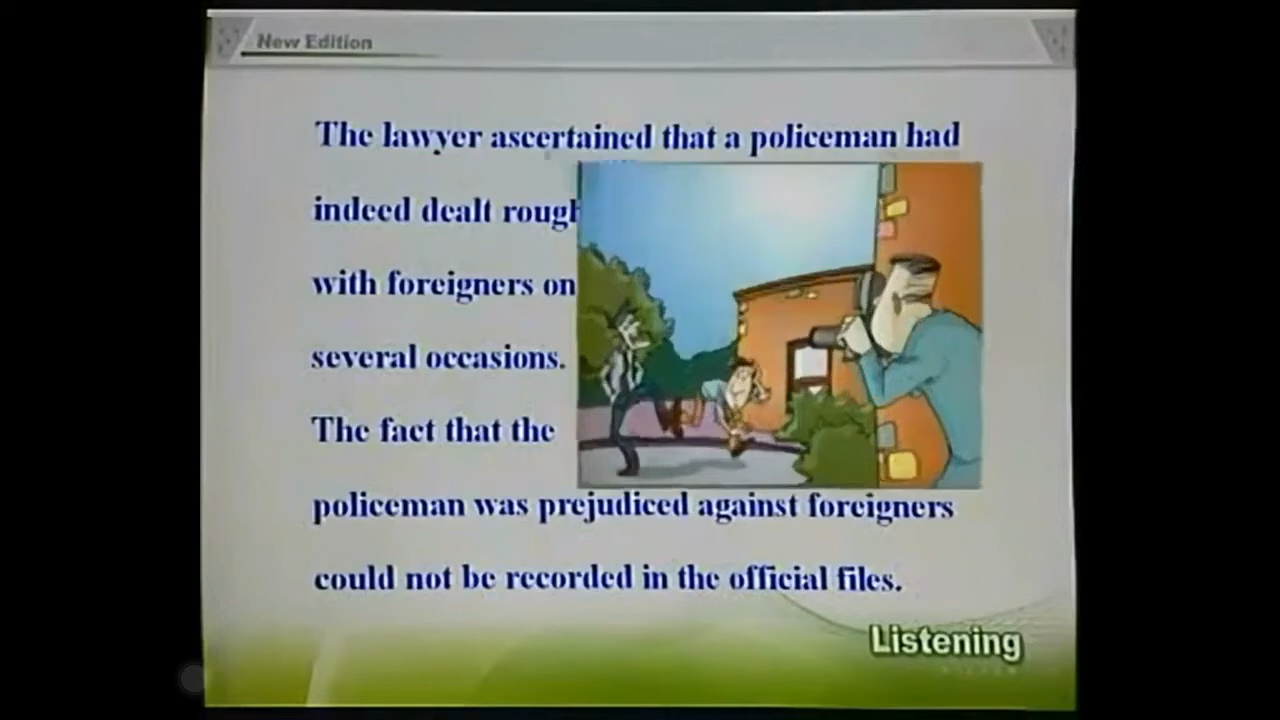 New Edition
The lawyer ascertained that a policeman had
indeed dealt
with foreigners on
several occasions.
The fact that the
policeman was prejudiced against foreigners
could not be recorded in the official files.
Listening